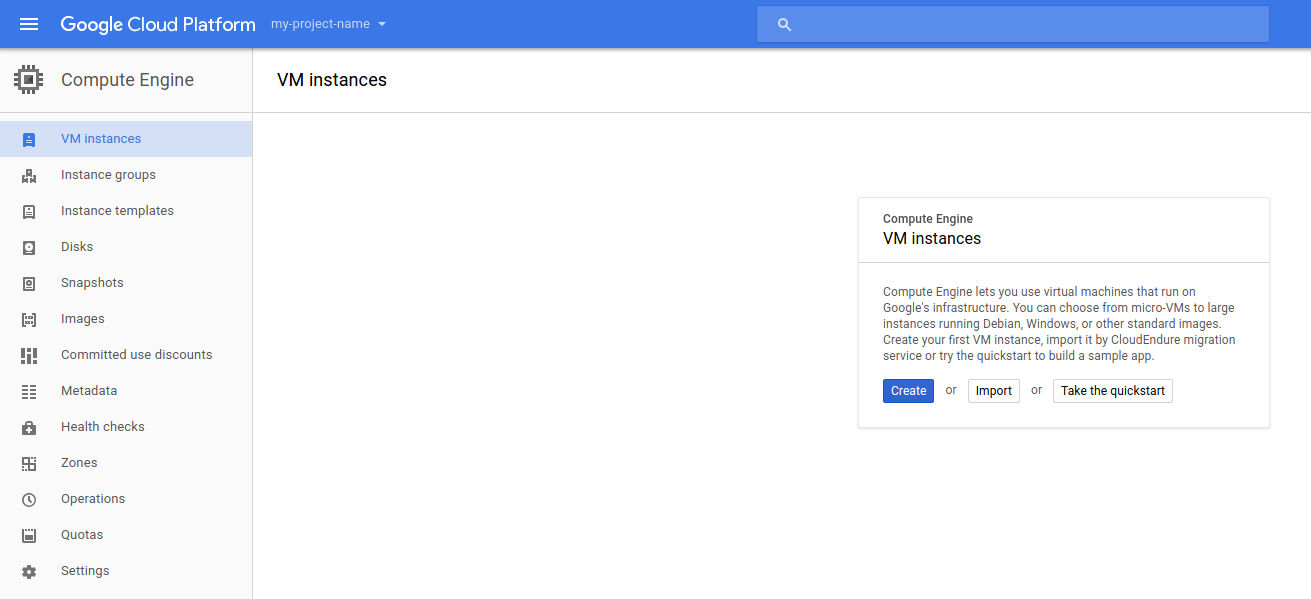 Google Cloud Platform my-project-name
Compute Engine
VM instances
VM instances
Instance groups
Instance templates
Disks
Snapshots
Images
Committed use discounts
Metadata
Health checks
Zones
Operations
Quotas
Settings
Compute Engine
VM instances
Compute Engine lets you use virtual machines that run on
Google's infrastructure. You can choose from micro-VMs to large
instances running Debian, Windows, or other standard images.
Create your first VM instance, import it by CloudEndure migration
service or try the quickstart to build a sample app.
Create or Import or Take the quickstart